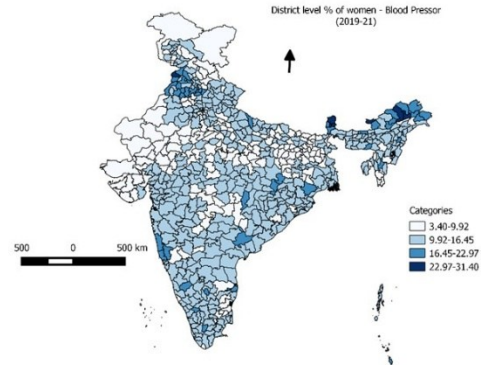 District level % of women - Blood Pressor
(2019-21)
Categories
3.40-9.92
9.92-16.45
16.45-22.97
22.97-31.40
500 0 500 km